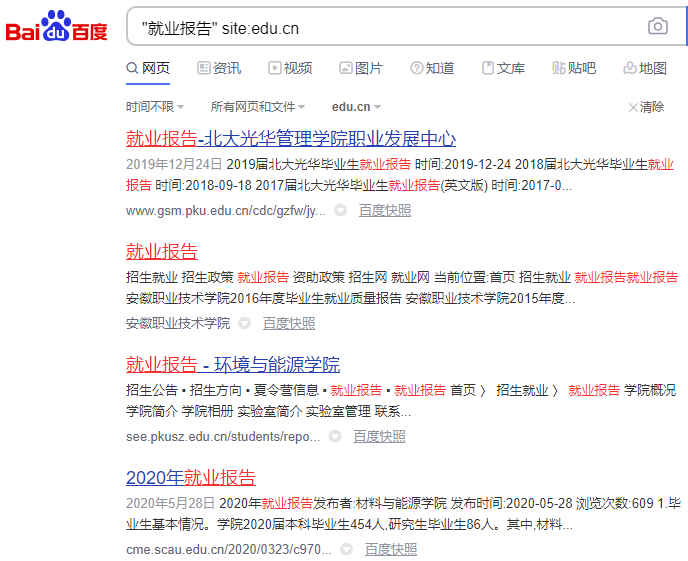 Bai du 百度
"就业报告" site:edu.cn
网页 资讯 视频 图片 知道 文库 贴吧 地图
时间不限 所有网页和文件 edu.cn 清除
就业报告-北大光华管理学院职业发展中心
2019年12月24日 2019届北大光华毕业生就业报告 时间:2019-12-24 2018届北大光华毕业生就业
报告 时间:2018-09-18 2017届北大光华毕业生就业报告(英文版) 时间:2017-0...
www.gsm.pku.edu.cn/cdc/gzfw/jy... 百度快照
就业报告
招生就业 招生政策 就业报告 资助政策 招生网 就业网 当前位置:首页 招生就业 就业报告就业报告
安徽职业技术学院2016年度毕业生就业质量报告 安徽职业技术学院2015年度...
安徽职业技术学院 百度快照
就业报告 - 环境与能源学院
招生公告 ▪ 招生方向 ▪ 夏令营信息 ▪ 就业报告 ▪ 就业报告 首页 〉 招生就业 〉 就业报告 学院概况
学院简介 学院相册 实验室简介 实验室管理 联系...
see.pkusz.edu.cn/students/repo... 百度快照
2020年就业报告
2020年5月28日 2020年就业报告发布者:材料与能源学院 发布时间:2020-05-28 浏览次数:609 1.毕
业生基本情况。学院2020届本科毕业生454人,研究生毕业生86人。其中,材料...
cme.scau.edu.cn/2020/0323/c970... 百度快照